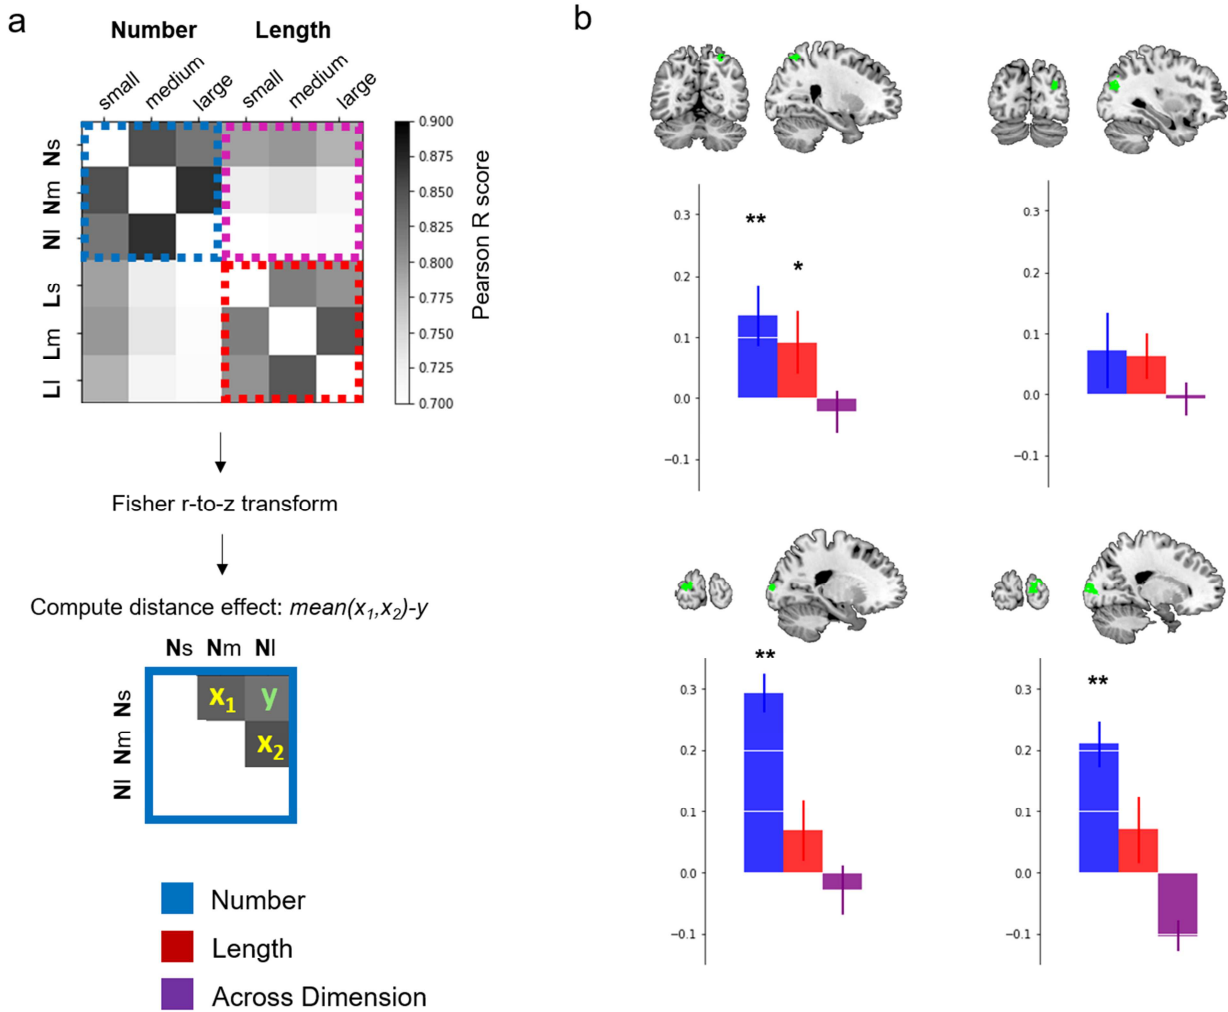 a
Number Length
small medium large small medium large
Ns
Nm
Nl
Ls
Lm
Ll
0.900
0.875
0.850
0.825
0.800
0.775
0.750
0.725
0.700
Pearson R score
Fisher r-to-z transform
Compute distance effect: mean(x1,x2)-y
Ns Nm Nl
Ns
Nm
Nl
x1 y
x2
Number
Length
Across Dimension
b
0.3
0.2
0.1
0.0
−0.1
**
*
0.3
0.2
0.1
0.0
−0.1
0.3
0.2
0.1
0.0
−0.1
**
0.3
0.2
0.1
0.0
−0.1
**